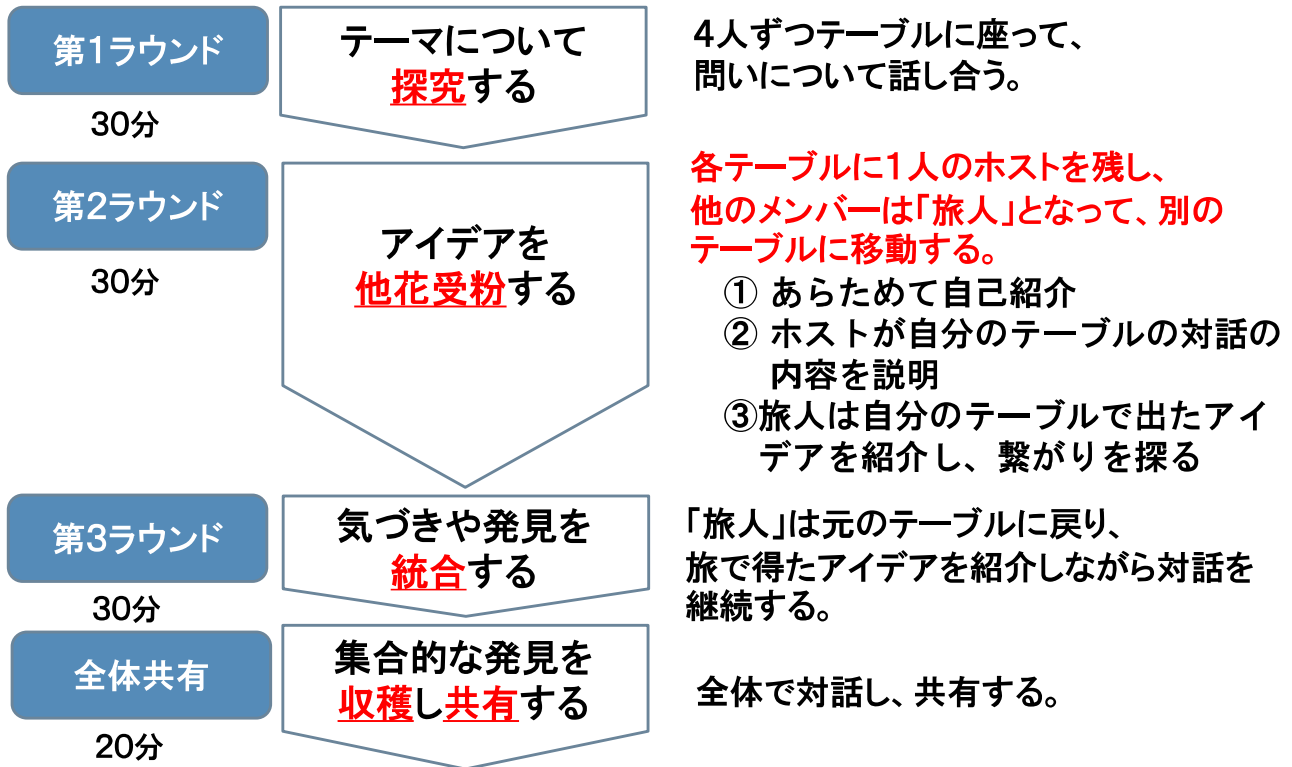 第1ラウンド
30分
テーマについて
探究する
4人ずつテーブルに座って、
問いについて話し合う。
第2ラウンド
30分
アイデアを
他花受粉する
各テーブルに1人のホストを残し、
他のメンバーは「旅人」となって、別の
テーブルに移動する。
① あらためて自己紹介
② ホストが自分のテーブルの対話の
内容を説明
③旅人は自分のテーブルで出たアイ
デアを紹介し、繋がりを探る
第3ラウンド
30分
気づきや発見を
統合する
「旅人」は元のテーブルに戻り、
旅で得たアイデアを紹介しながら対話を
継続する。
全体共有
20分
集合的な発見を
収穫し共有する
全体で対話し、共有する。